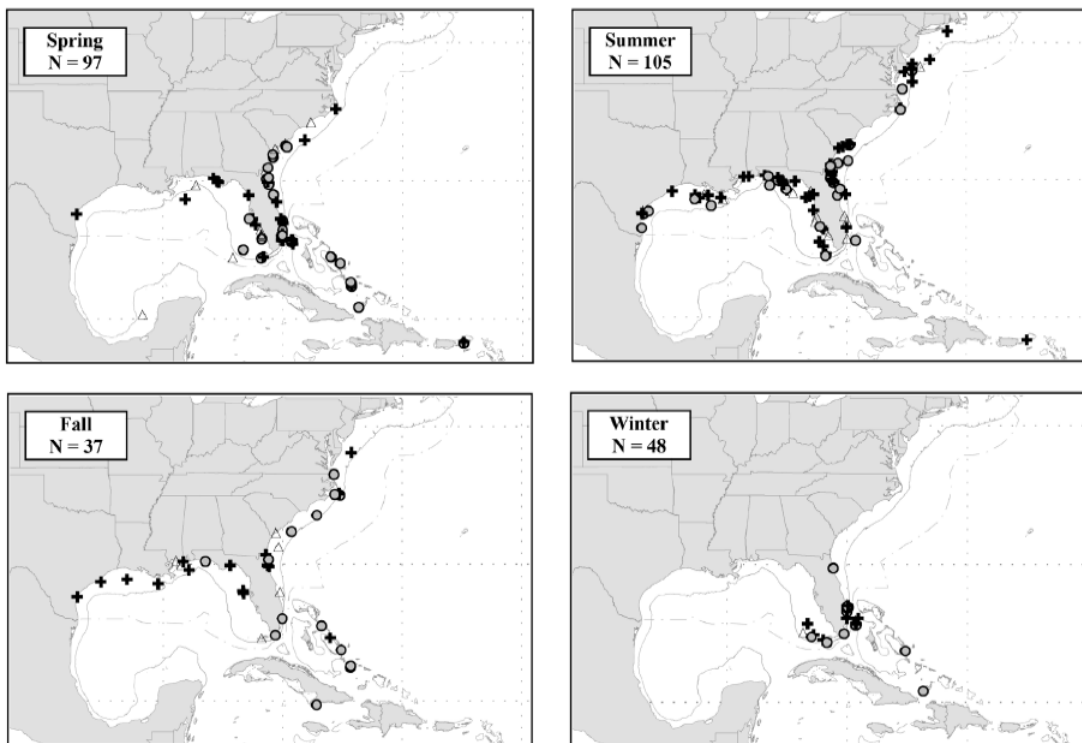 Spring
N = 97
Summer
N = 105
Fall
N = 37
Winter
N = 48